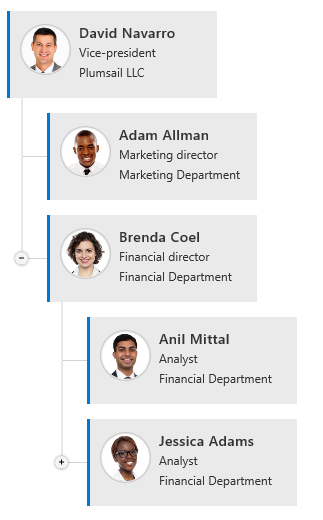 David Navarro
Vice-president
Plumsail LLC
Adam Allman
Marketing director
Marketing Department
Brenda Coel
Financial director
Financial Department
Anil Mittal
Analyst
Financial Department
Jessica Adams
Analyst
Financial Department